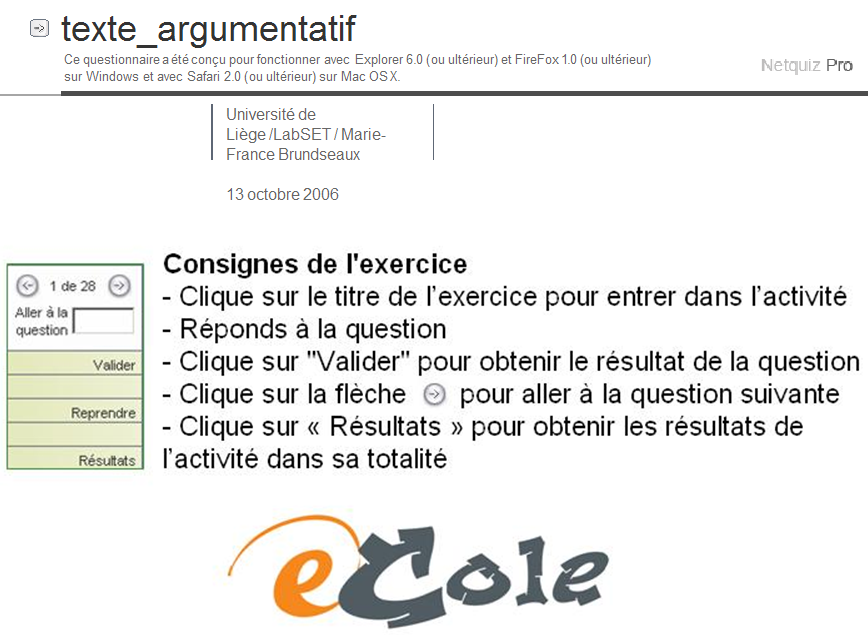 texte_argumentatif
Ce questionnaire a été conçu pour fonctionner avec Explorer 6.0 (ou ultérieur) et FireFox 1.0 (ou ultérieur)
sur Windows et avec Safari 2.0 (ou ultérieur) sur Mac OS X.
Netquiz Pro
Université de
Liège /LabSET / Marie-
France Brundseaux
13 octobre 2006
1 de 28
Aller à la
question
Valider
Reprendre
Résultats
Consignes de l'exercice
- Clique sur le titre de l'exercice pour entrer dans l'activité
- Réponds à la question
- Clique sur "Valider" pour obtenir le résultat de la question
- Clique sur la flèche pour aller à la question suivante
- Clique sur « Résultats » pour obtenir les résultats de
l'activité dans sa totalité
eCole